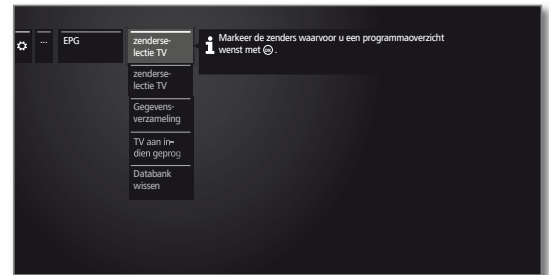 ...
EPG
zenderse-
lectie TV
Markeer de zenders waarvoor u een programmaoverzicht
wenst met OK .
zenderse-
lectie TV
Gegevens-
verzameling
TV aan in-
dien geprog
Databank
wissen